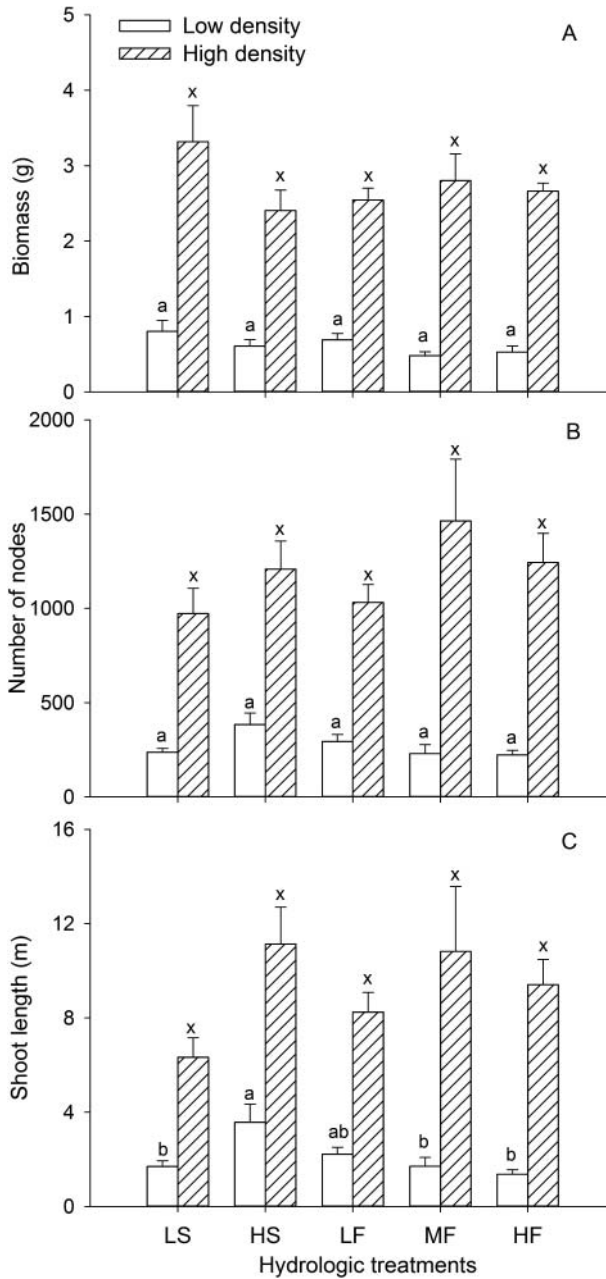 Low density
High density
A
Biomass (g)
5
4
3
2
1
0
x
x
x
x
x
a
a
a
a
a
B
Number of nodes
2000
1500
1000
500
0
x
x
x
x
x
a
a
a
a
a
C
Shoot length (m)
16
12
8
4
0
x
x
x
x
x
b
a
ab
b
b
LS HS LF MF HF
Hydrologic treatments